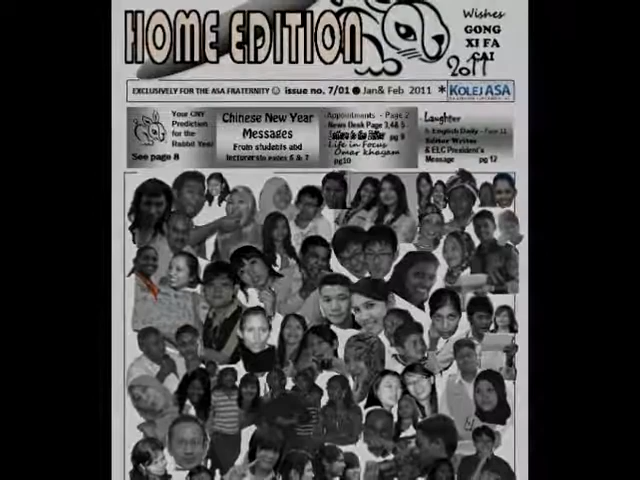 HOME EDITION
Wishes
GONG
XI FA
CAI
2011
EXCLUSIVELY FOR THE ASA FRATERNITY ☺ issue no. 7/01 ● Jan& Feb 2011 * KOLEJ ASA
Your CNY
Prediction
for the
Rabbit Year!
See page 8
Chinese New Year
Messages
From students and
lecturers in pages 6 & 7
Appointments - Page 2
News Desk Page 3,4& 5
Letters to the Editor pg 9
Life in Focus
Omar Khayam
pg10
Laughter
& English Daily - Page 11
Editor Writes
& ELC President's
Message pg 12